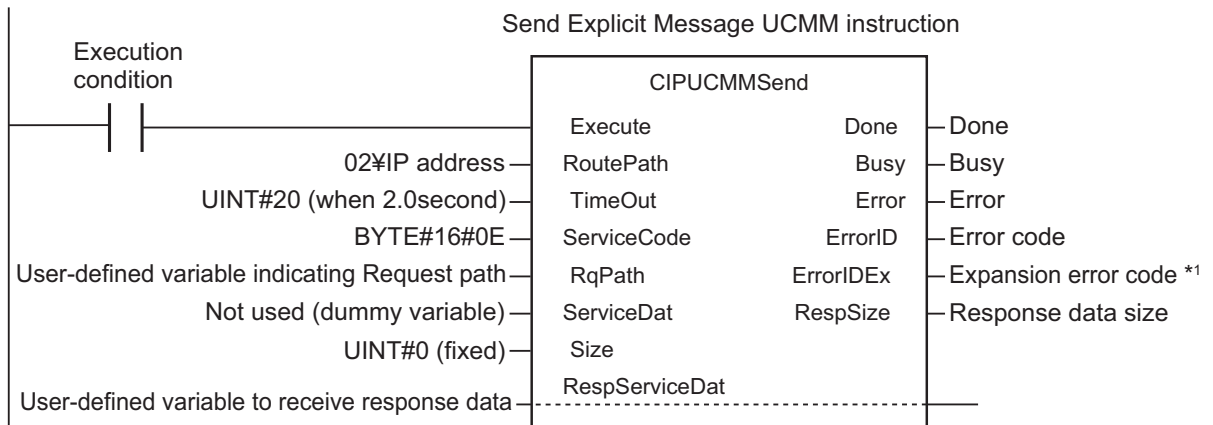 Send Explicit Message UCMM instruction
Execution
condition
CIPUCMMSend
Execute Done Done
02¥IP address RoutePath Busy Busy
UINT#20 (when 2.0second) TimeOut Error Error
BYTE#16#0E ServiceCode ErrorID Error code
User-defined variable indicating Request path RqPath ErrorIDEx Expansion error code *1
Not used (dummy variable) ServiceDat RespSize Response data size
UINT#0 (fixed) Size
RespServiceDat
User-defined variable to receive response data